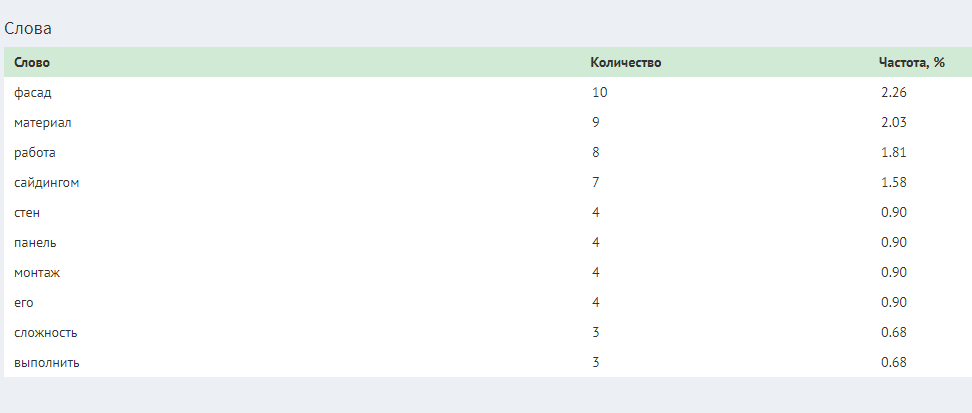 Слова
Слово Количество Частота, %
фасад 10 2.26
материал 9 2.03
работа 8 1.81
сайдингом 7 1.58
стен 4 0.90
панель 4 0.90
монтаж 4 0.90
его 4 0.90
сложность 3 0.68
выполнить 3 0.68